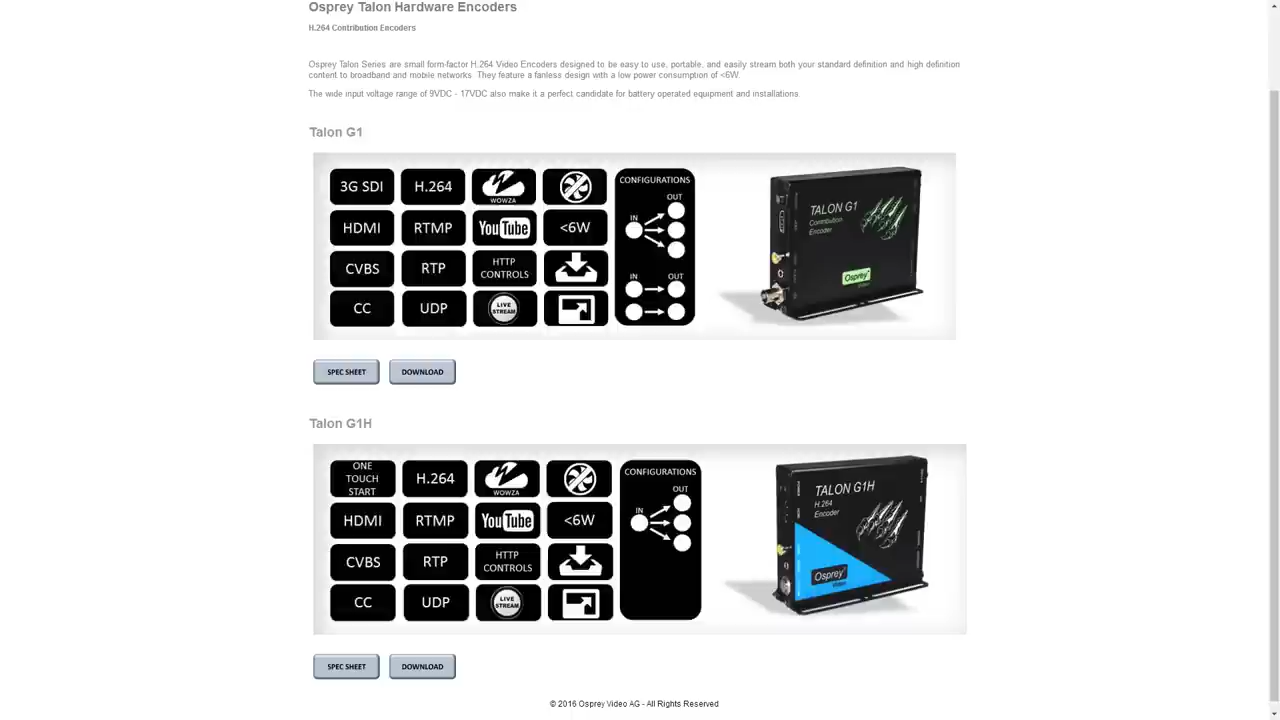 Osprey Talon Hardware Encoders
H.264 Contribution Encoders
Osprey Talon Series are small form-factor H.264 Video Encoders designed to be easy to use, portable, and easily stream both your standard definition and high definition
content to broadband and mobile networks. They feature a fanless design with a low power consumption of <6W.
The wide input voltage range of 9VDC - 17VDC also make it a perfect candidate for battery operated equipment and installations.
Talon G1
3G SDI
H.264
WOWZA
CONFIGURATIONS
OUT
IN
HDMI
RTMP
YouTube
<6W
CVBS
RTP
HTTP
CONTROLS
IN
OUT
CC
UDP
LIVE
STREAM
TALON G1
Contribution
Encoder
Osprey
Video
SPEC SHEET
DOWNLOAD
Talon G1H
ONE
TOUCH
START
H.264
WOWZA
CONFIGURATIONS
OUT
IN
HDMI
RTMP
YouTube
<6W
CVBS
RTP
HTTP
CONTROLS
CC
UDP
LIVE
STREAM
TALON G1H
H.264
Encoder
Osprey
Video
SPEC SHEET
DOWNLOAD
© 2016 Osprey Video AG - All Rights Reserved